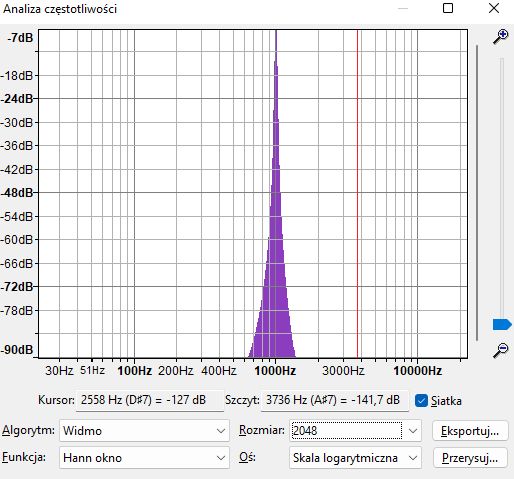 Analiza częstotliwości
-7dB
-18dB
-24dB
-30dB
-36dB
-42dB
-48dB
-54dB
-60dB
-66dB
-72dB
-78dB
-90dB
30Hz 51Hz 100Hz 200Hz 400Hz 1000Hz 3000Hz 10000Hz
Kursor: 2558 Hz (D♯7) = -127 dB Szczyt: 3736 Hz (A♯7) = -141,7 dB Siatka
Algorytm: Widmo Rozmiar: 2048 Eksportuj...
Funkcja: Hann okno Oś: Skala logarytmiczna Przerysuj...